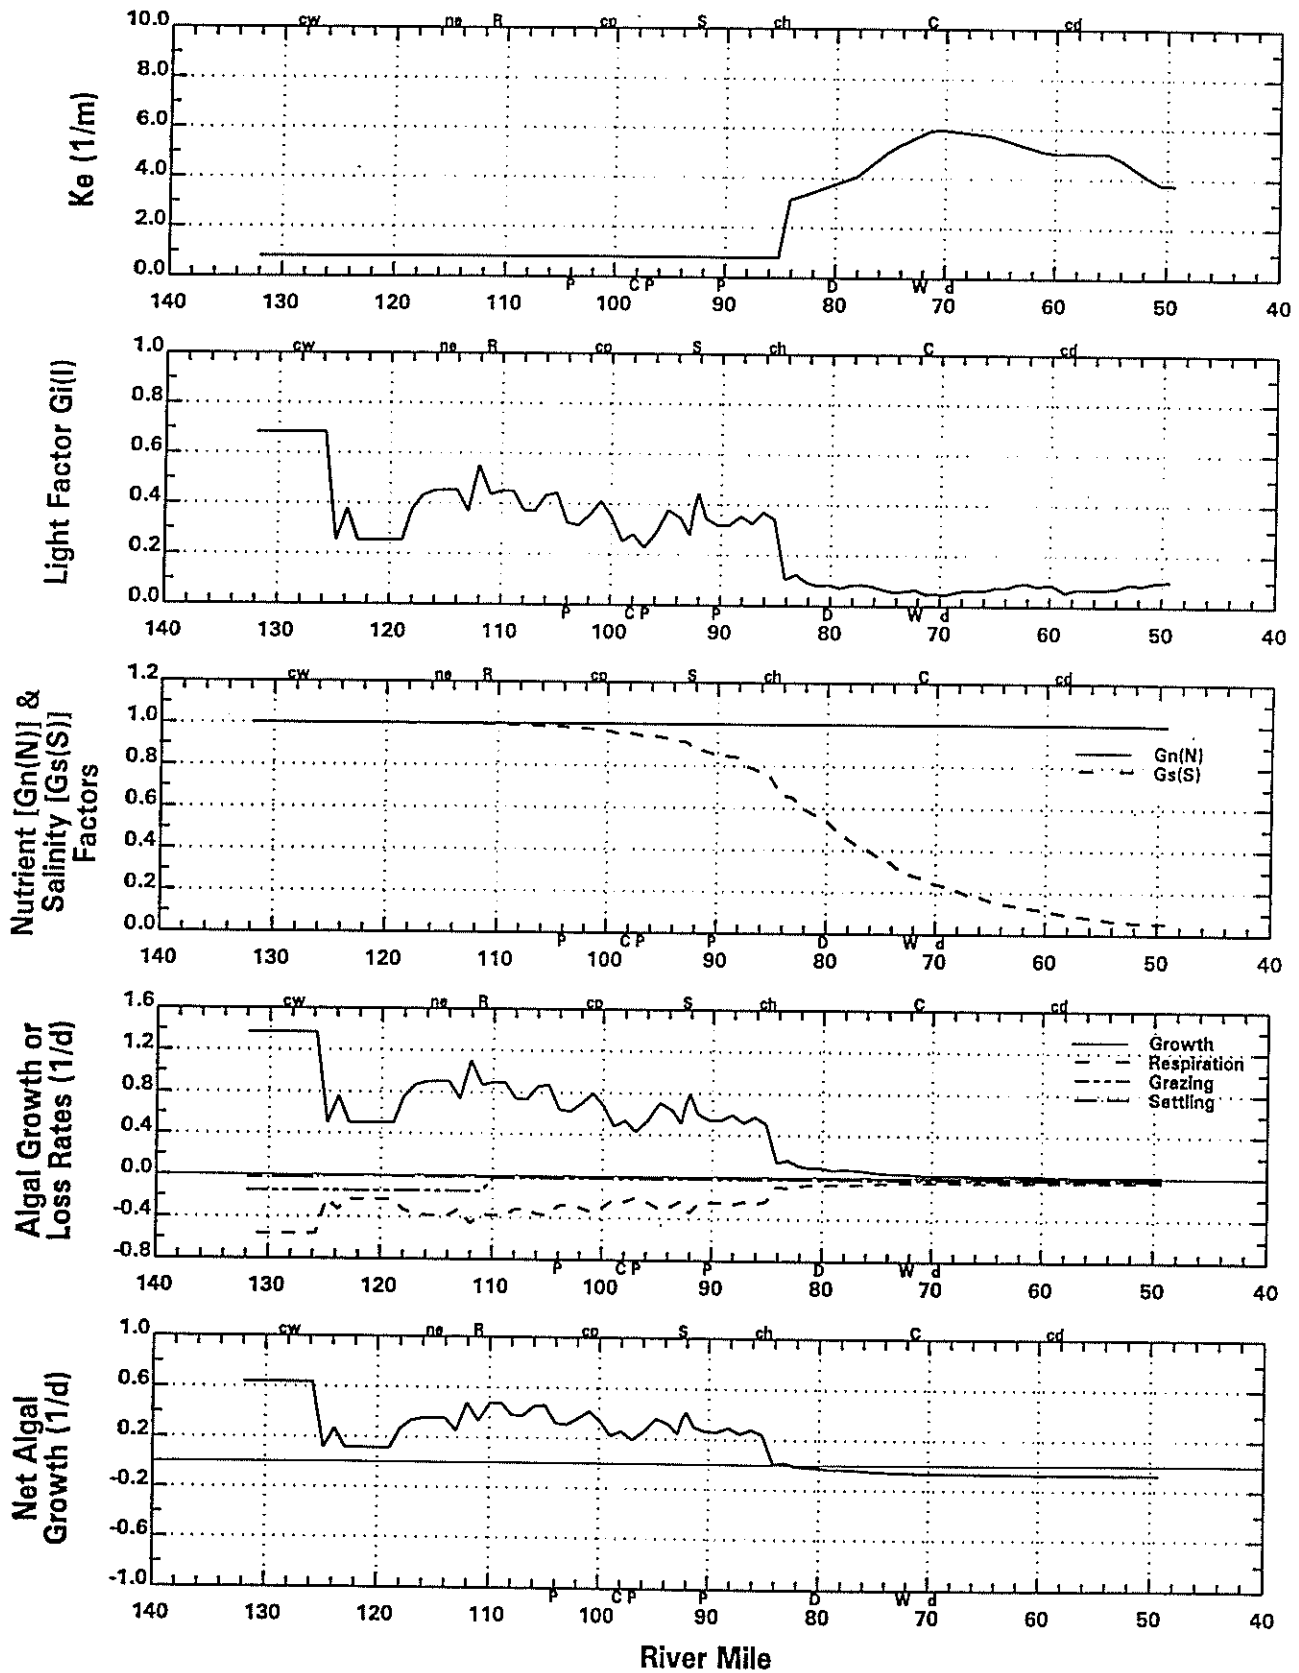 cw ne R cp S ch C cd
10.0
8.0
6.0
4.0
2.0
0.0
Ke (1/m)
P C P P D W d
140 130 120 110 100 90 80 70 60 50 40
cw ne R cp S ch C cd
1.0
0.8
0.6
0.4
0.2
0.0
Light Factor Gi(I)
P C P P D W d
140 130 120 110 100 90 80 70 60 50 40
cw ne R cp S ch C cd
1.2
1.0
0.8
0.6
0.4
0.2
0.0
Nutrient [Gn(N)] &
Salinity [Gs(S)]
Factors
Gn(N)
Gs(S)
P C P P D W d
140 130 120 110 100 90 80 70 60 50 40
cw ne R cp S ch C cd
1.6
1.2
0.8
0.4
0.0
-0.4
-0.8
Algal Growth or
Loss Rates (1/d)
Growth
Respiration
Grazing
Settling
P C P P D W d
140 130 120 110 100 90 80 70 60 50 40
cw ne R cp S ch C cd
1.0
0.6
0.2
-0.2
-0.6
-1.0
Net Algal
Growth (1/d)
P C P P D W d
140 130 120 110 100 90 80 70 60 50 40
River Mile